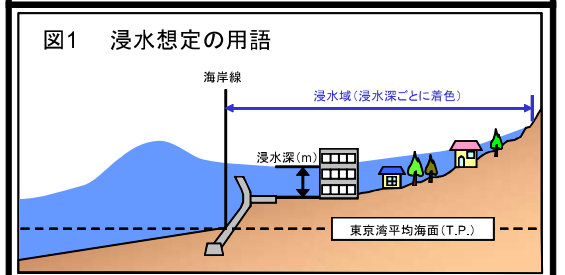 図1 浸水想定の用語
海岸線
浸水域(浸水深ごとに着色)
浸水深(m)
東京湾平均海面(T.P.)